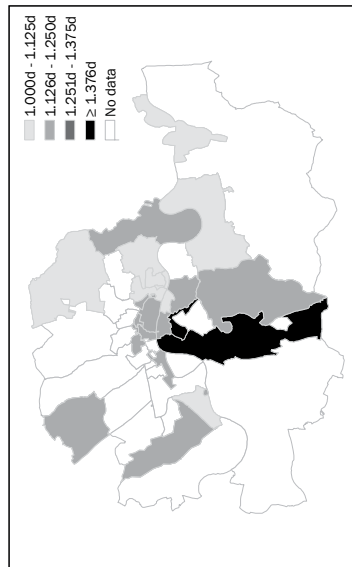 1.000d - 1.125d
1.126d - 1.250d
1.251d - 1.375d
≥ 1.376d
No data